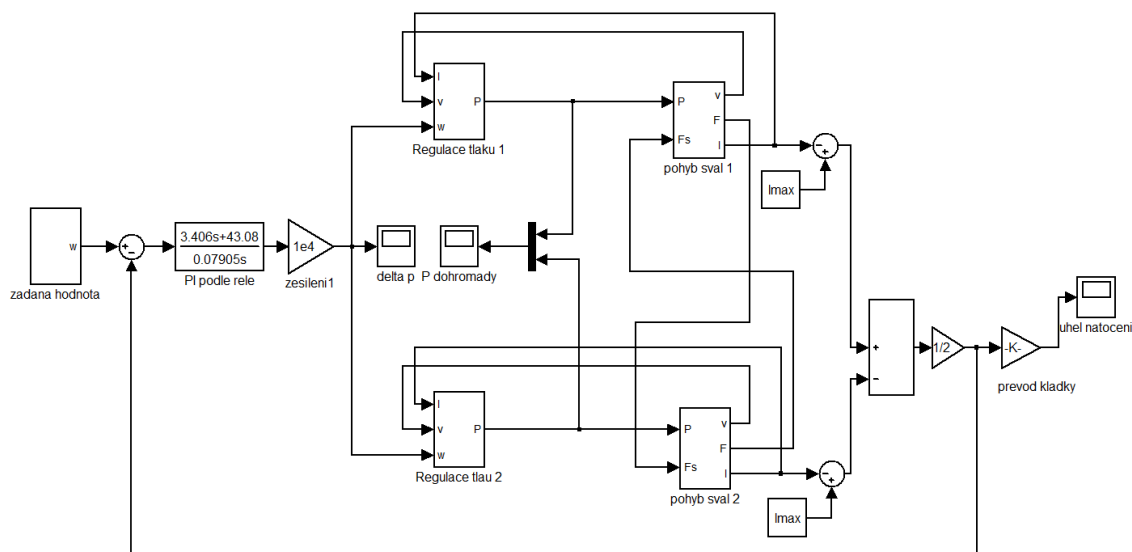 w
zadana hodnota
3.406s+43.08
0.07905s
PI podle rele
1e4
zesileni1
delta p
P dohromady
l
v
w
P
Regulace tlaku 1
P
Fs
v
F
l
pohyb sval 1
lmax
l
v
w
P
Regulace tlau 2
P
Fs
v
F
l
pohyb sval 2
lmax
1/2
-K-
prevod kladky
uhel natoceni